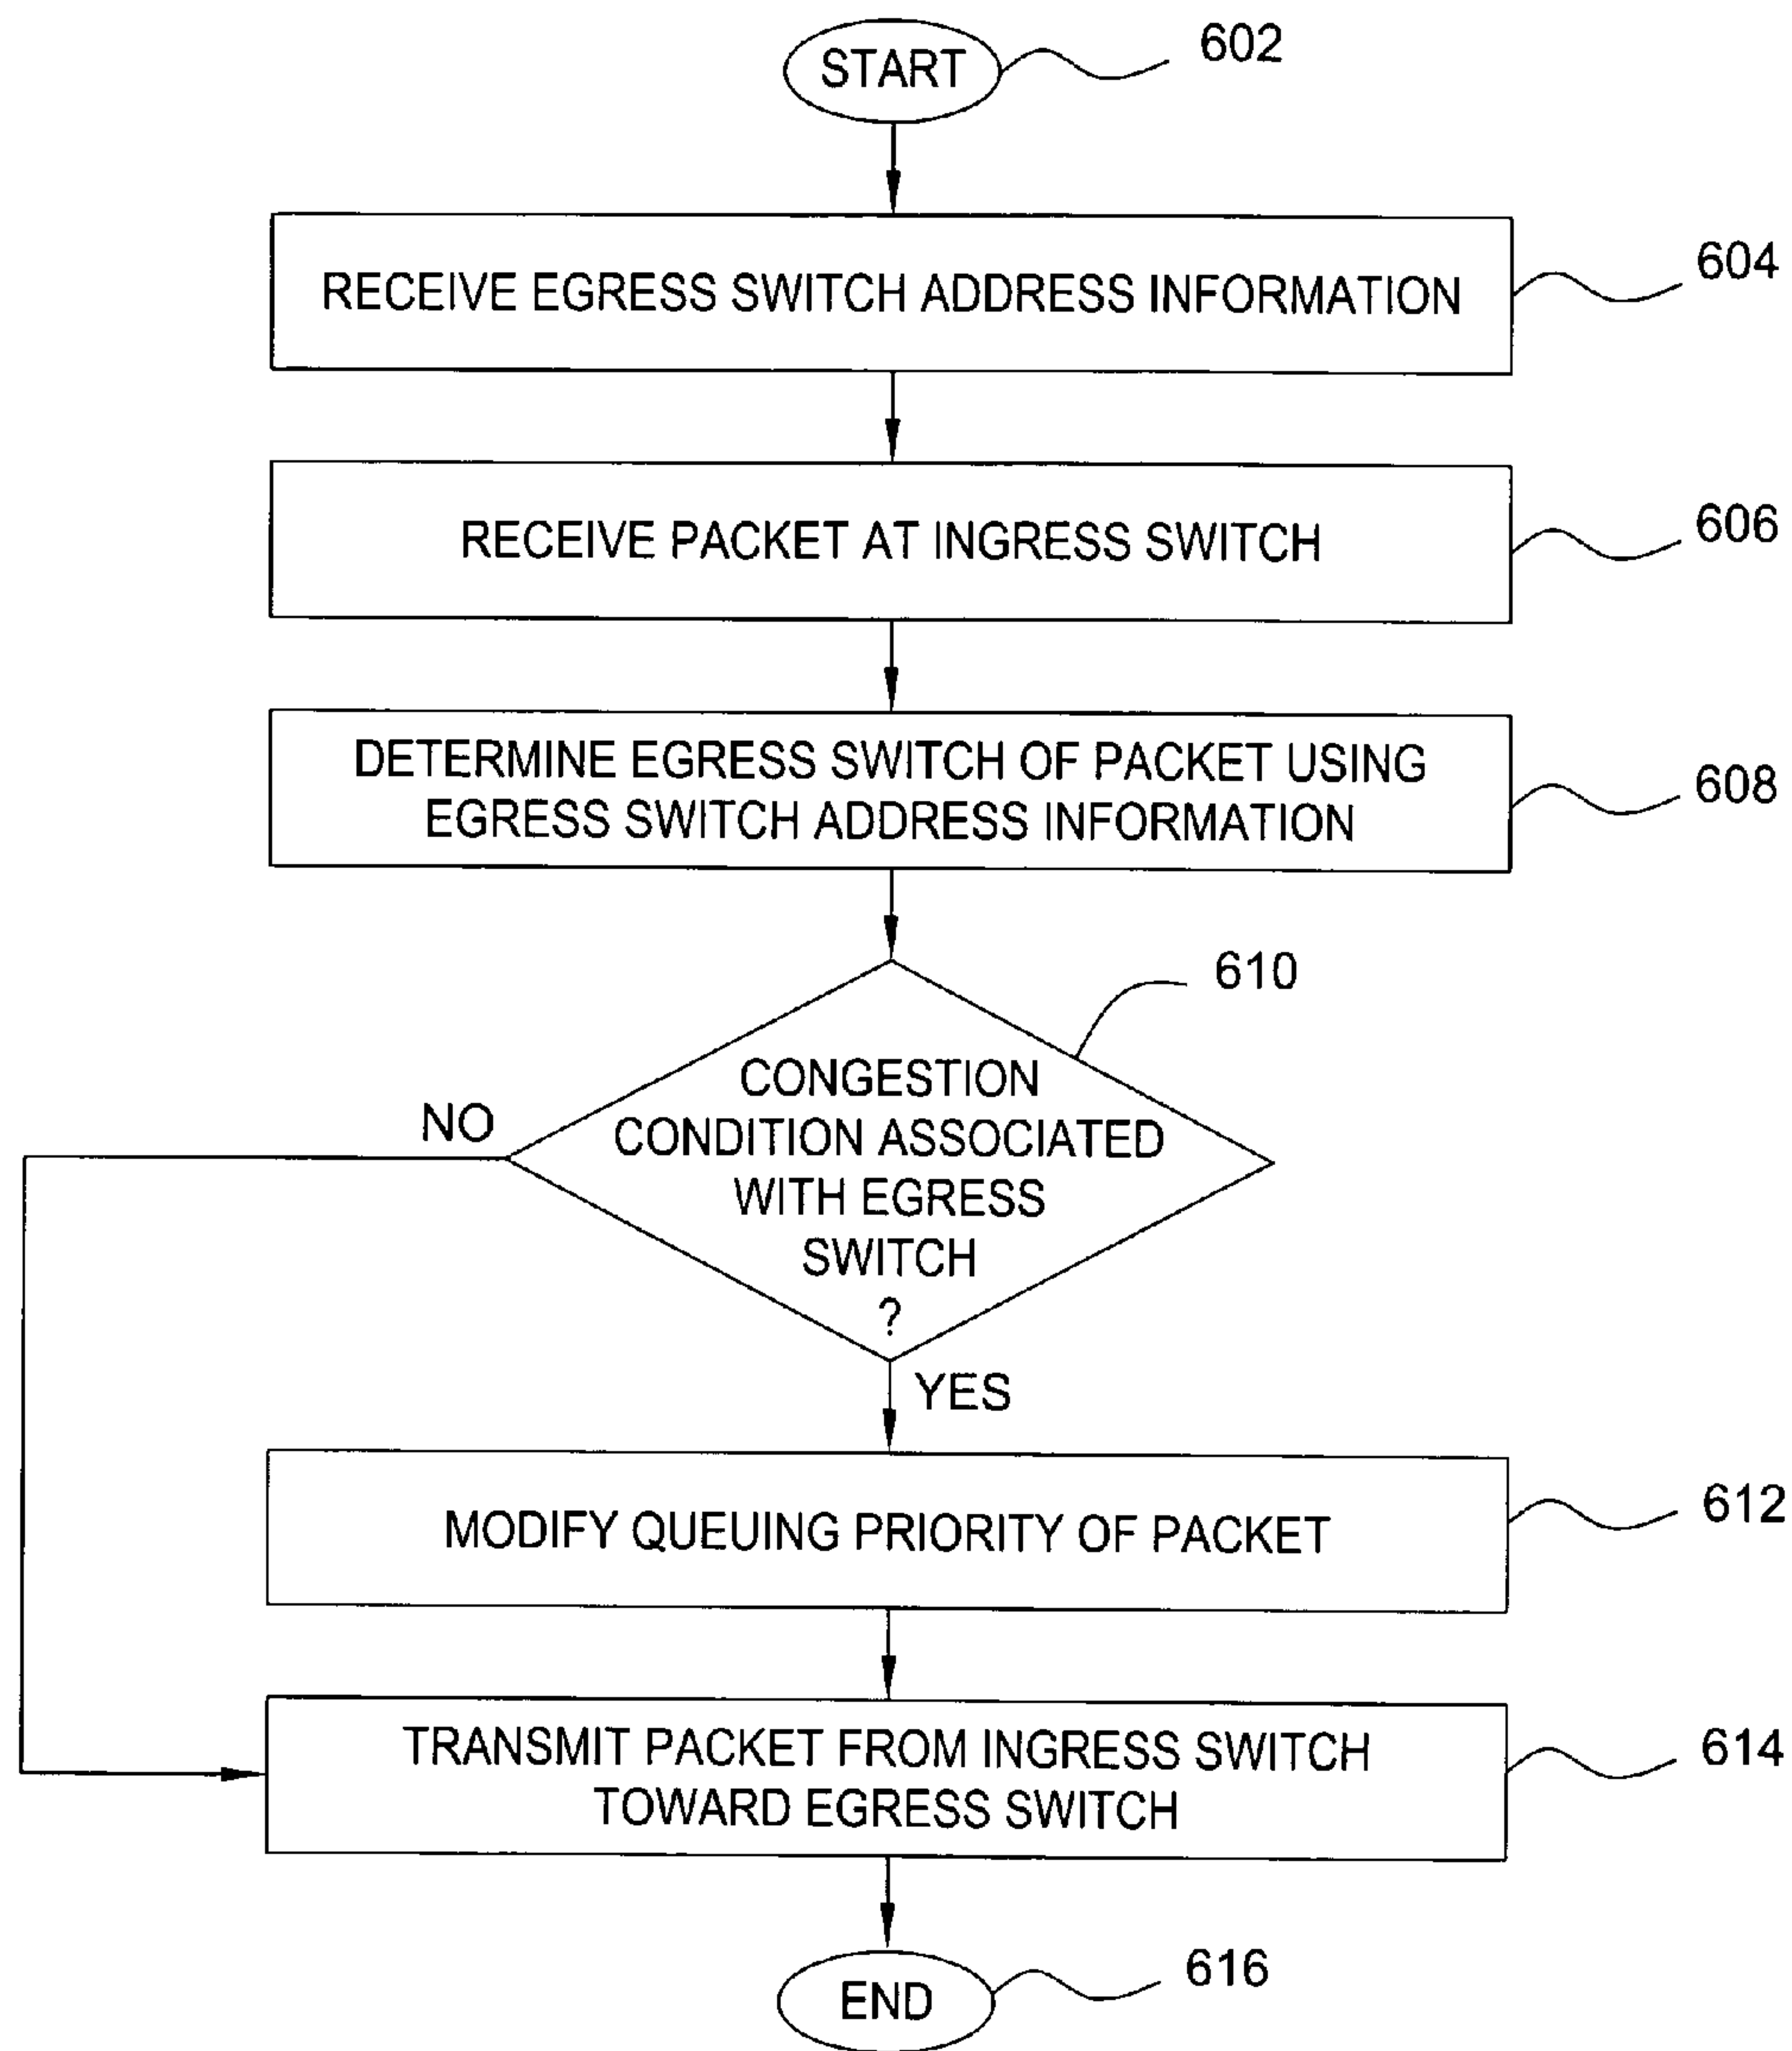 START
602
RECEIVE EGRESS SWITCH ADDRESS INFORMATION
604
RECEIVE PACKET AT INGRESS SWITCH
606
DETERMINE EGRESS SWITCH OF PACKET USING
EGRESS SWITCH ADDRESS INFORMATION
608
610
CONGESTION
CONDITION ASSOCIATED
WITH EGRESS
SWITCH
?
NO
YES
MODIFY QUEUING PRIORITY OF PACKET
612
TRANSMIT PACKET FROM INGRESS SWITCH
TOWARD EGRESS SWITCH
614
END
616